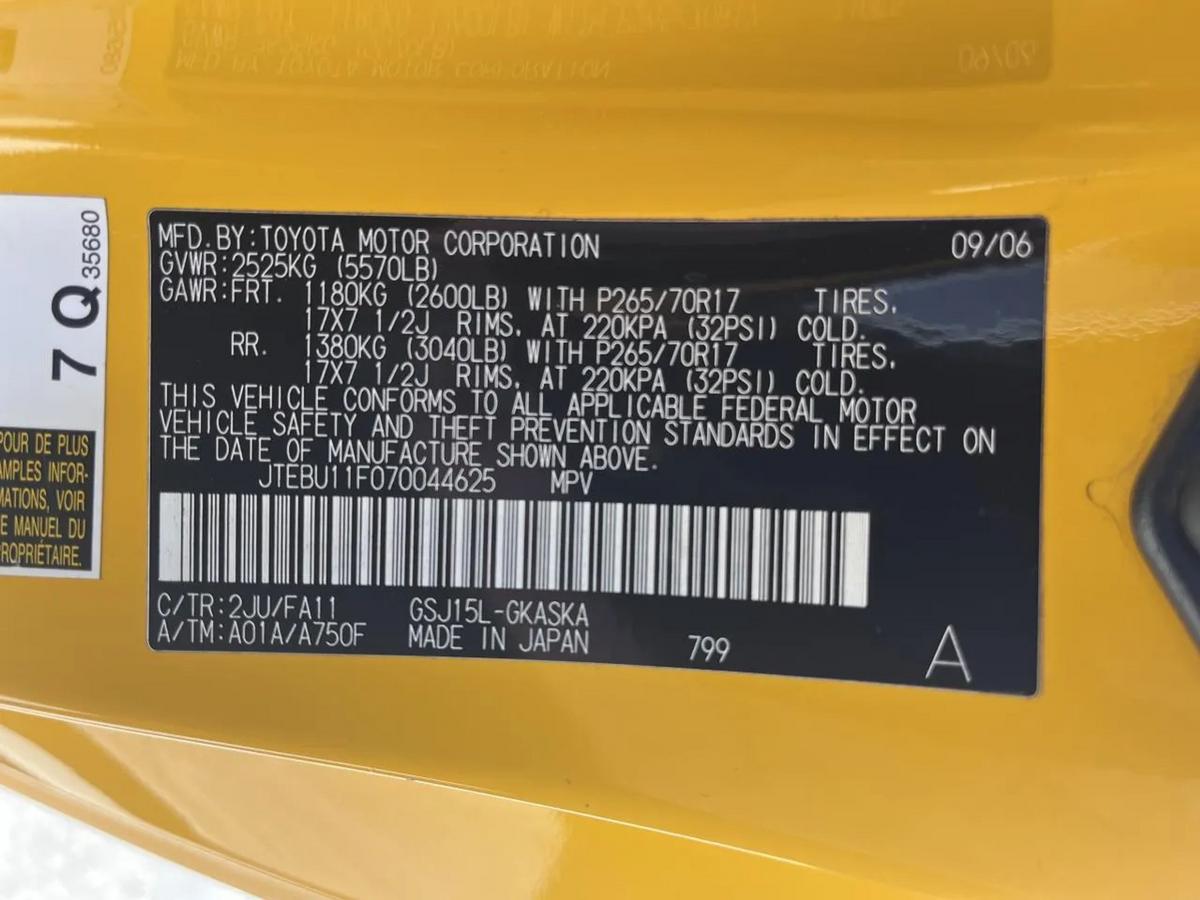 MFD.BY:TOYOTA MOTOR CORPORATION 09/06
GVWR:2525KG (5570LB)
GAWR:FRT. 1180KG (2600LB) WITH P265/70R17 TIRES,
17X7 1/2J RIMS, AT 220KPA (32PSI) COLD.
RR. 1380KG (3040LB) WITH P265/70R17 TIRES,
17X7 1/2J RIMS, AT 220KPA (32PSI) COLD.
THIS VEHICLE CONFORMS TO ALL APPLICABLE FEDERAL MOTOR
VEHICLE SAFETY AND THEFT PREVENTION STANDARDS IN EFFECT ON
THE DATE OF MANUFACTURE SHOWN ABOVE.
JTEBU11F070044625 MPV
C/TR:2JU/FA11 GSJ15L-GKASKA
A/TM:A01A/A750F MADE IN JAPAN 799 A
7 Q 35680
POUR DE PLUS
AMPLES INFOR-
MATIONS, VOIR
LE MANUEL DU
PROPRIÉTAIRE.